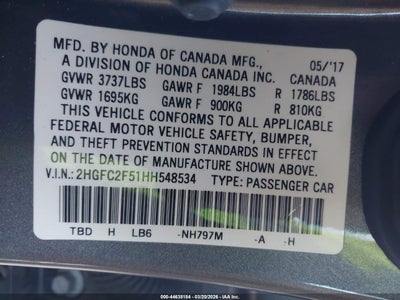 MFD. BY HONDA OF CANADA MFG., 05/'17
A DIVISION OF HONDA CANADA INC. CANADA
GVWR 3737LBS GAWR F 1984LBS R 1786LBS
GVWR 1695KG GAWR F 900KG R 810KG
THIS VEHICLE CONFORMS TO ALL APPLICABLE
FEDERAL MOTOR VEHICLE SAFETY, BUMPER,
AND THEFT PREVENTION STANDARDS IN EFFECT
ON THE DATE OF MANUFACTURE SHOWN ABOVE.
V.I.N.: 2HGFC2F51HH548534 TYPE: PASSENGER CAR
TBD H LB6 -NH797M -A -H
000-44638184 - 03/20/2026 - IAA Inc.